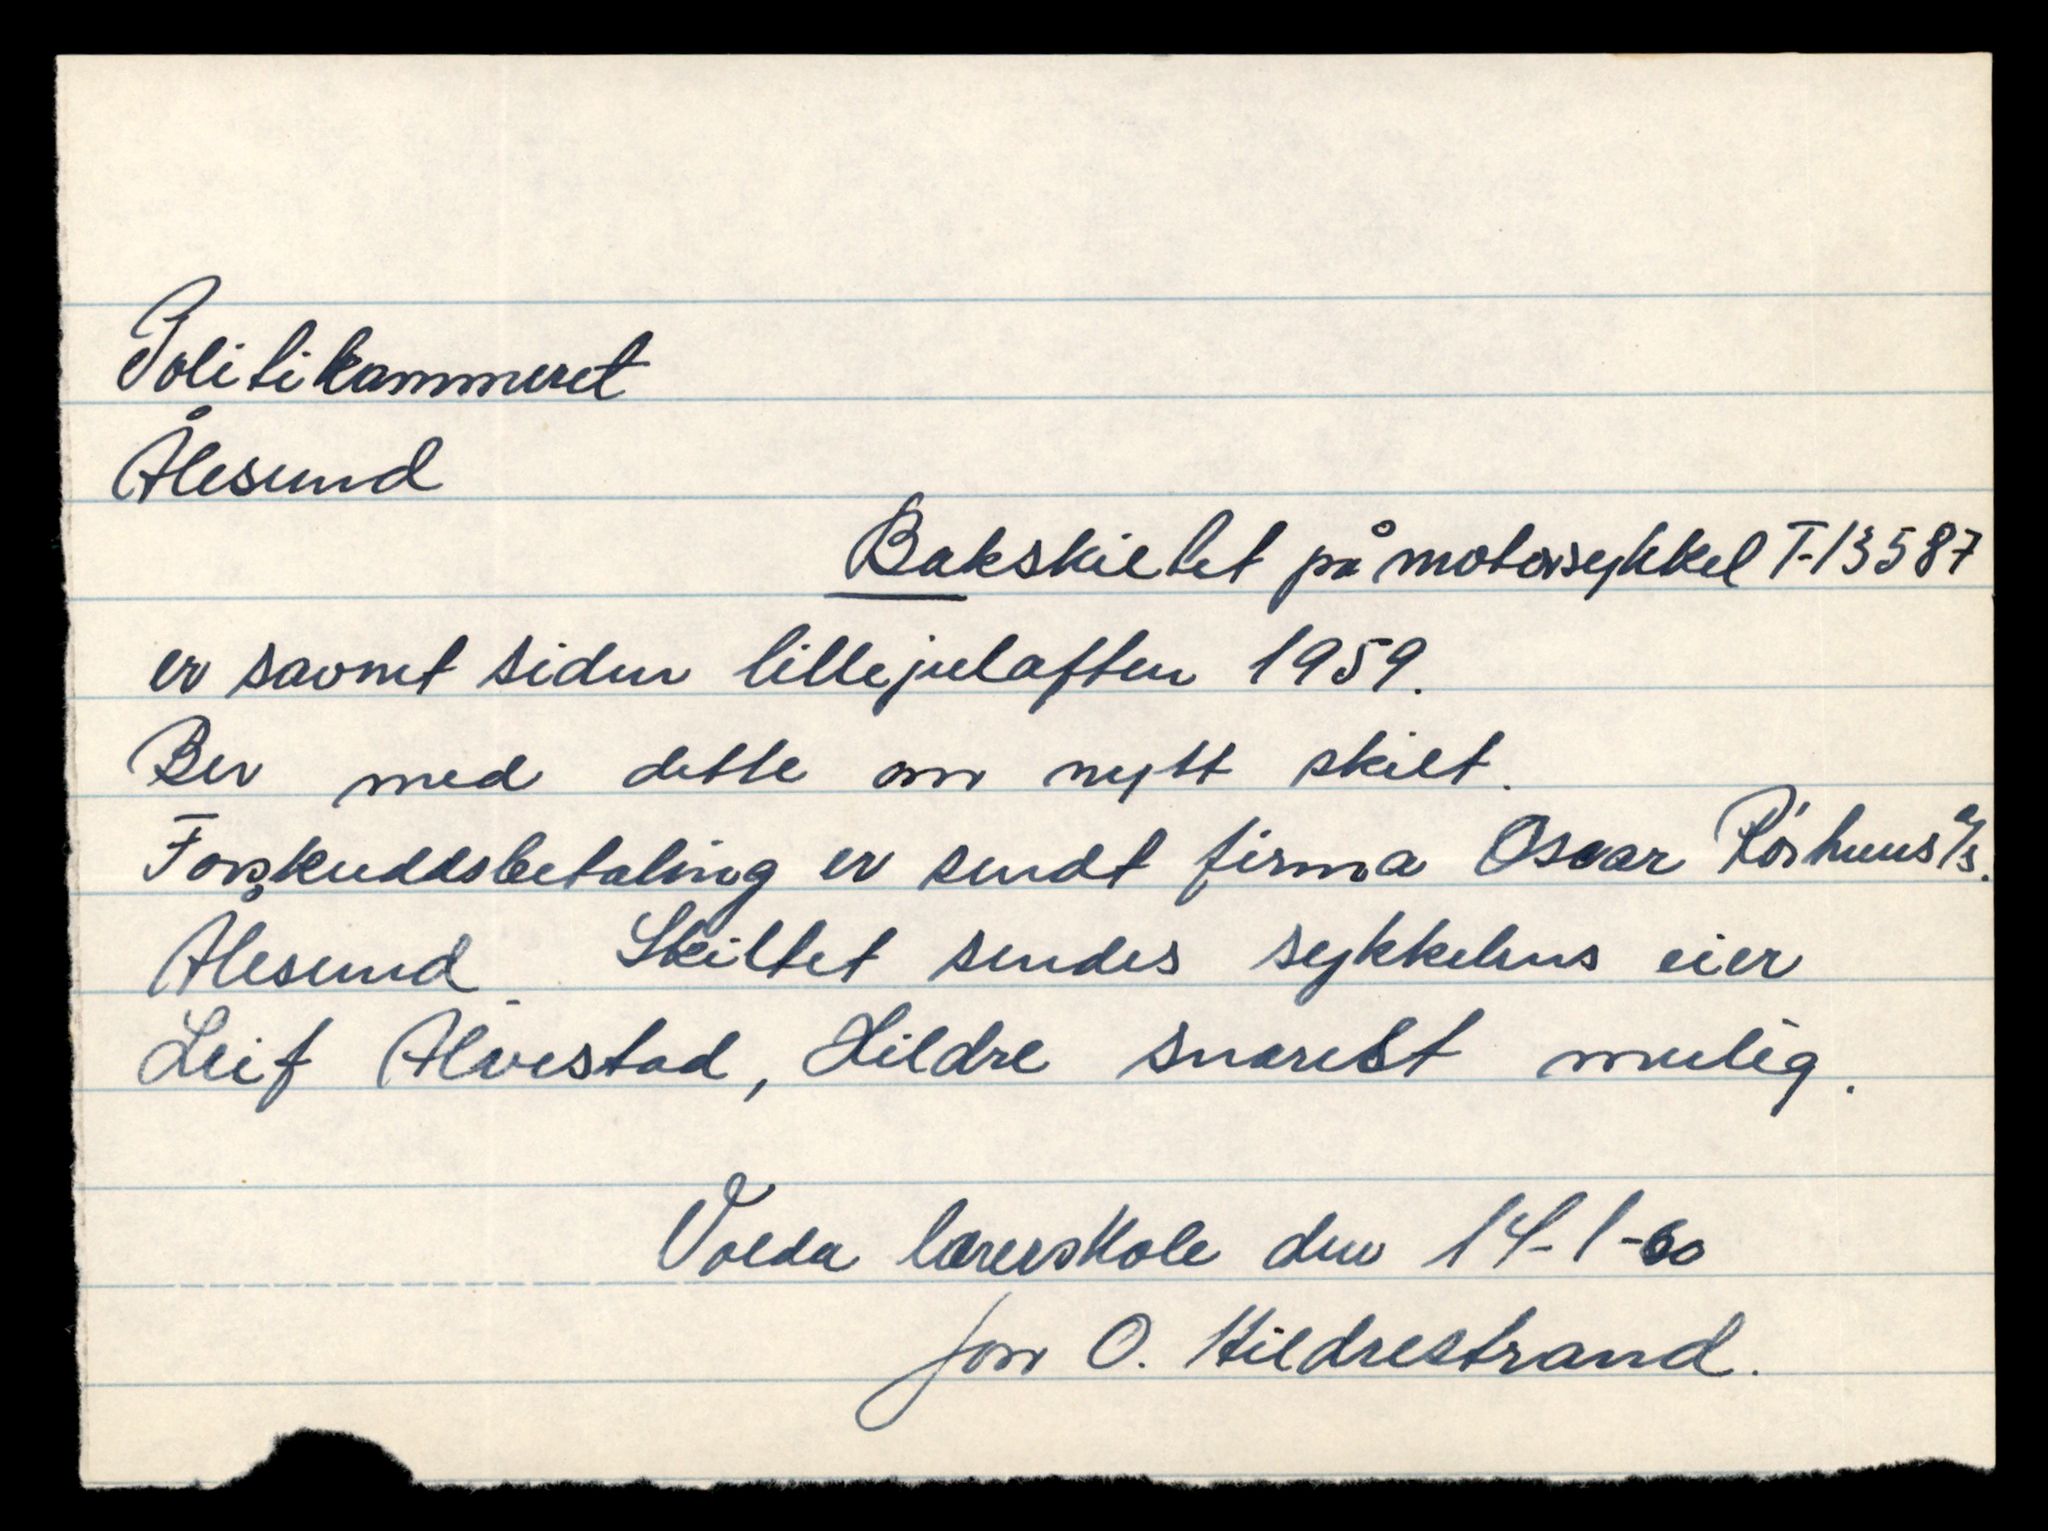 Politikammeret
Ålesund
Bakskiltet på motorsykkel T-13587
er savnet siden lillejulaften 1959.
Ber med dette om nytt skilt.
Forskuddsbetaling er sendt firma Oscar Rørhuus A/S.
Ålesund. Skiltet sendes sykkelens eier
Leif Alvestad, Hildre snarest mulig.
Volda lærerskole den 14-1-60
Jon O. Hildrestrand.